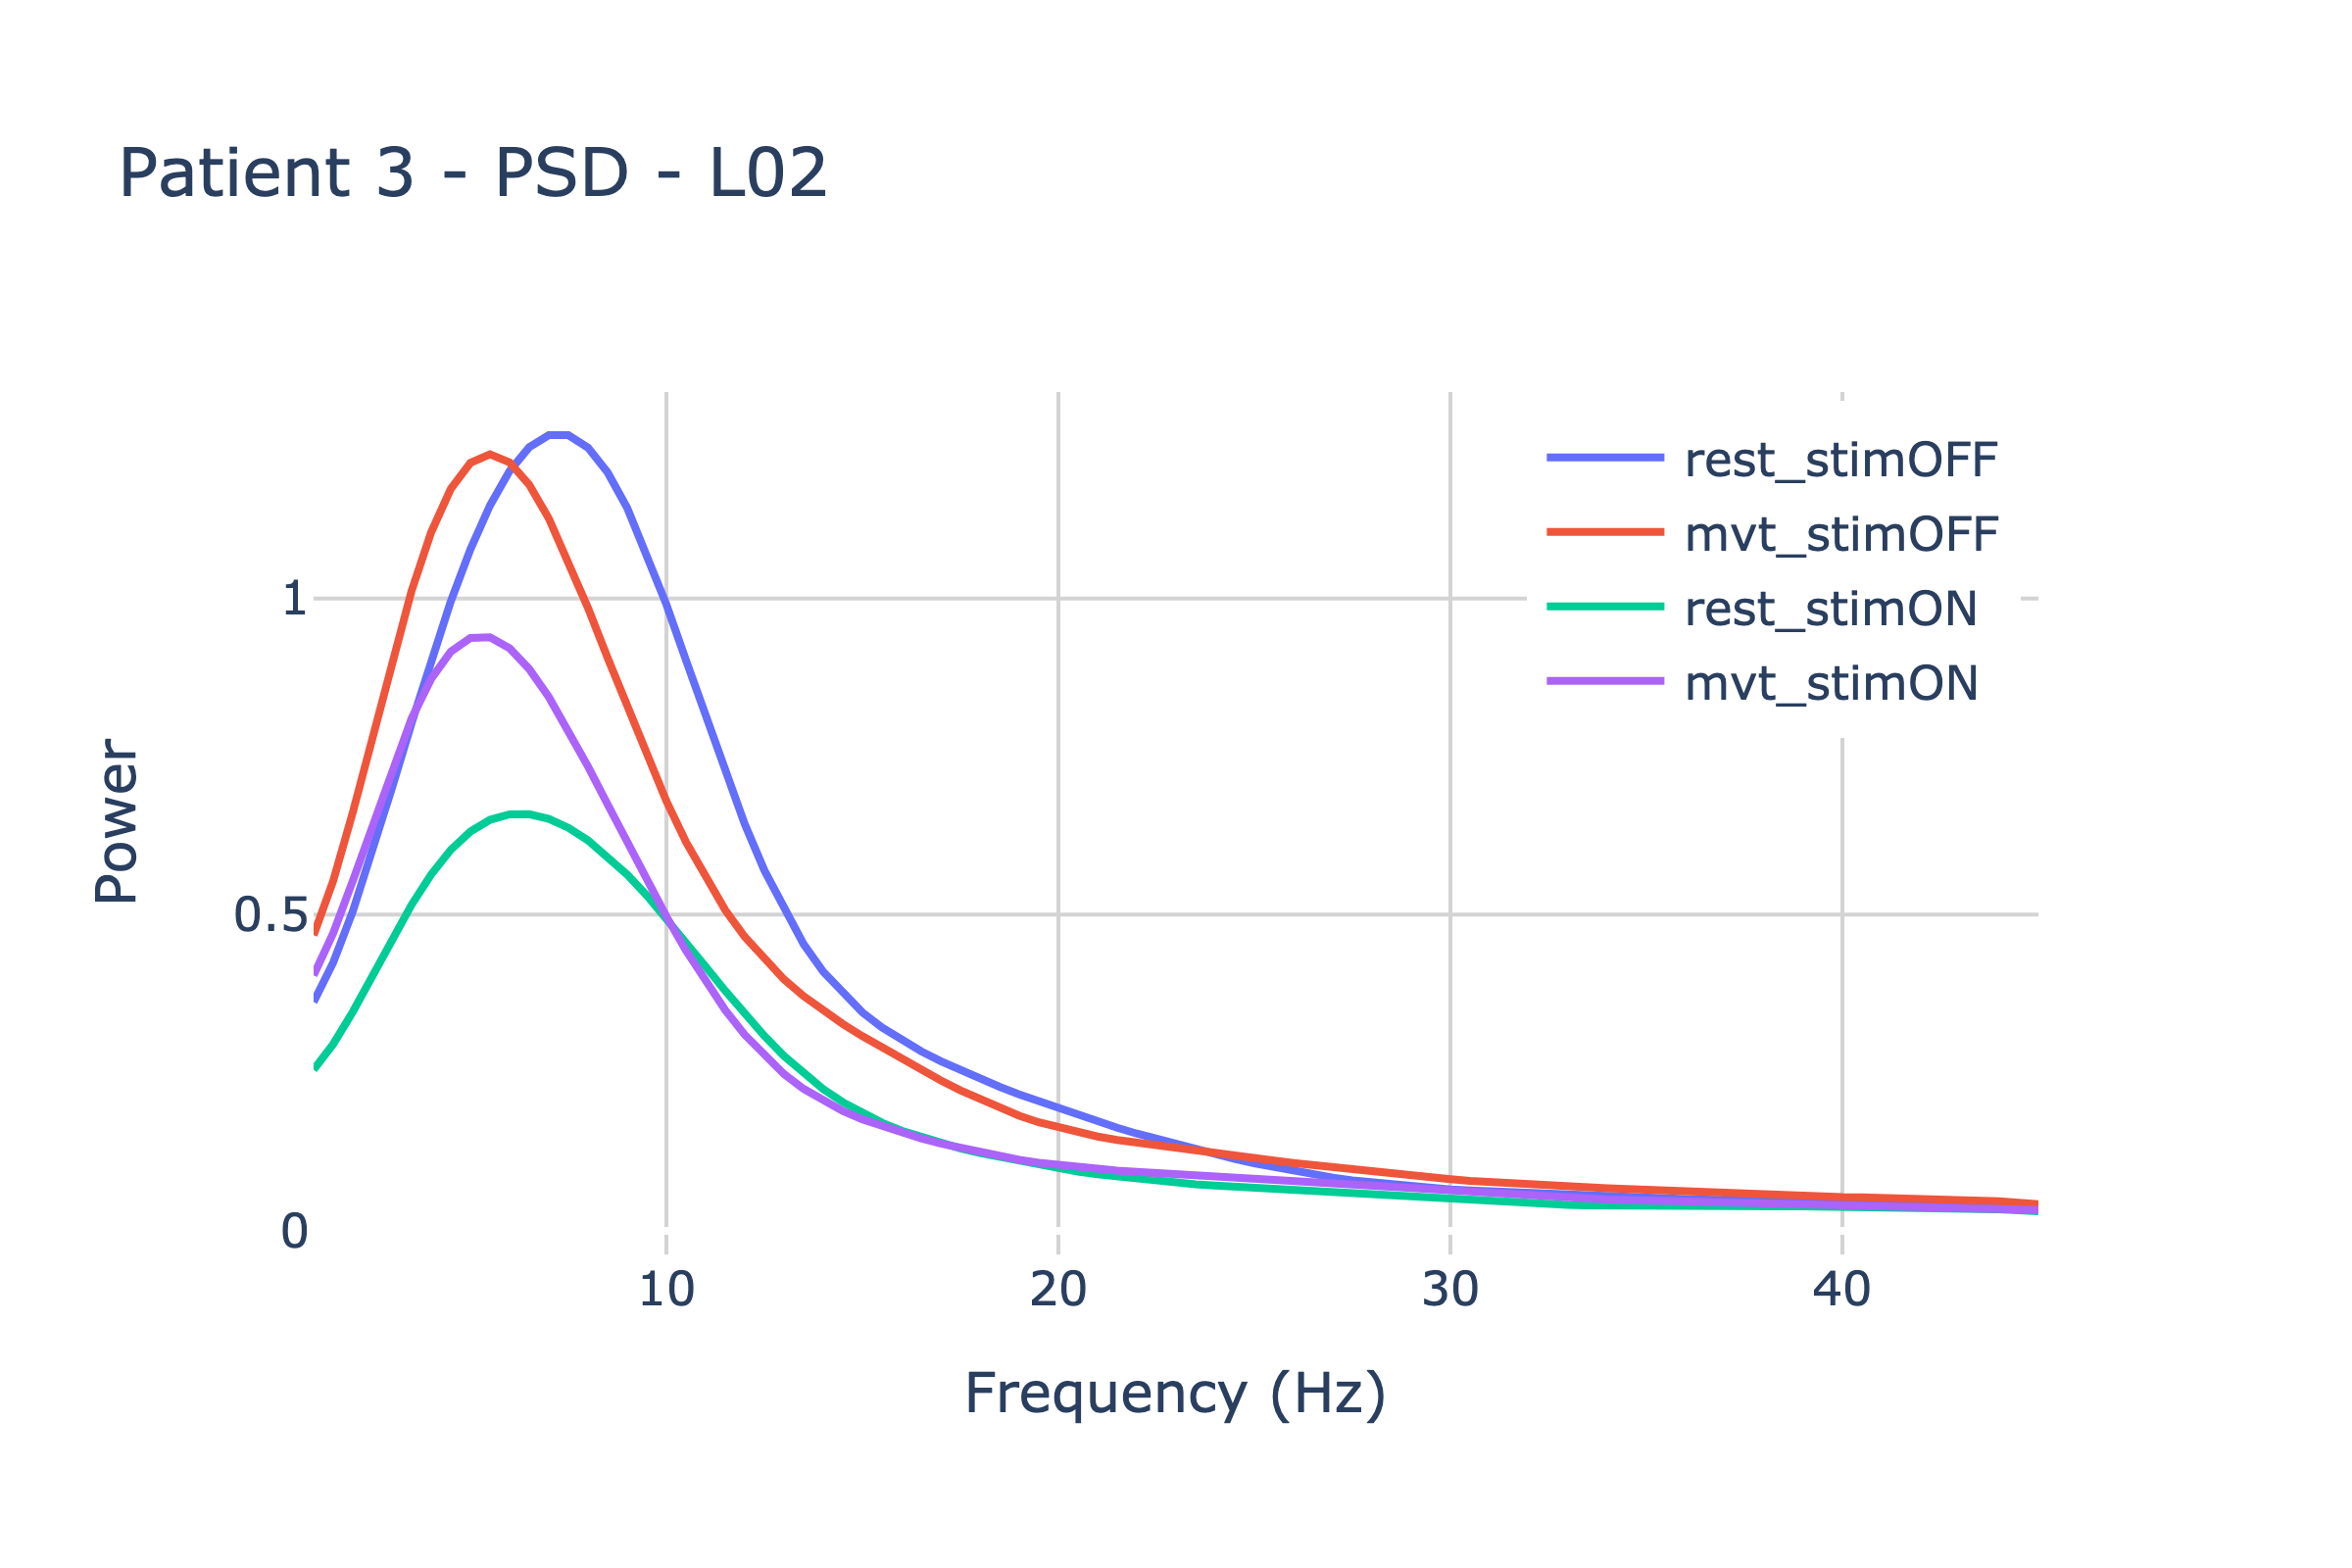 Patient 3 - PSD - L02
rest_stimOFF
mvt_stimOFF
rest_stimON
mvt_stimON
Power
1
0.5
0
10 20 30 40
Frequency (Hz)